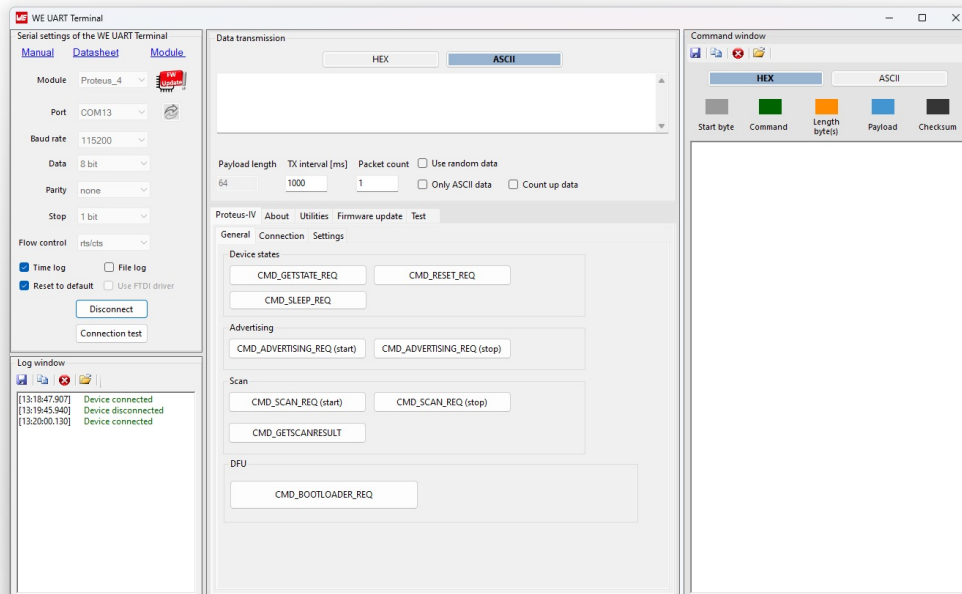 WE UART Terminal
Serial settings of the WE UART Terminal
Manual Datasheet Module
Module Proteus_4 FW Update
Port COM13
Baud rate 115200
Data 8 bit
Parity none
Stop 1 bit
Flow control rts/cts
Time log File log
Reset to default Use FTDI driver
Disconnect
Connection test
Log window
[13:18:47.907] Device connected
[13:19:45.940] Device disconnected
[13:20:00.130] Device connected
Data transmission
HEX ASCII
Payload length TX interval [ms] Packet count Use random data
64 1000 1 Only ASCII data Count up data
Proteus-IV About Utilities Firmware update Test
General Connection Settings
Device states
CMD_GETSTATE_REQ CMD_RESET_REQ
CMD_SLEEP_REQ
Advertising
CMD_ADVERTISING_REQ (start) CMD_ADVERTISING_REQ (stop)
Scan
CMD_SCAN_REQ (start) CMD_SCAN_REQ (stop)
CMD_GETSCANRESULT
DFU
CMD_BOOTLOADER_REQ
Command window
HEX ASCII
Start byte Command Length byte(s) Payload Checksum